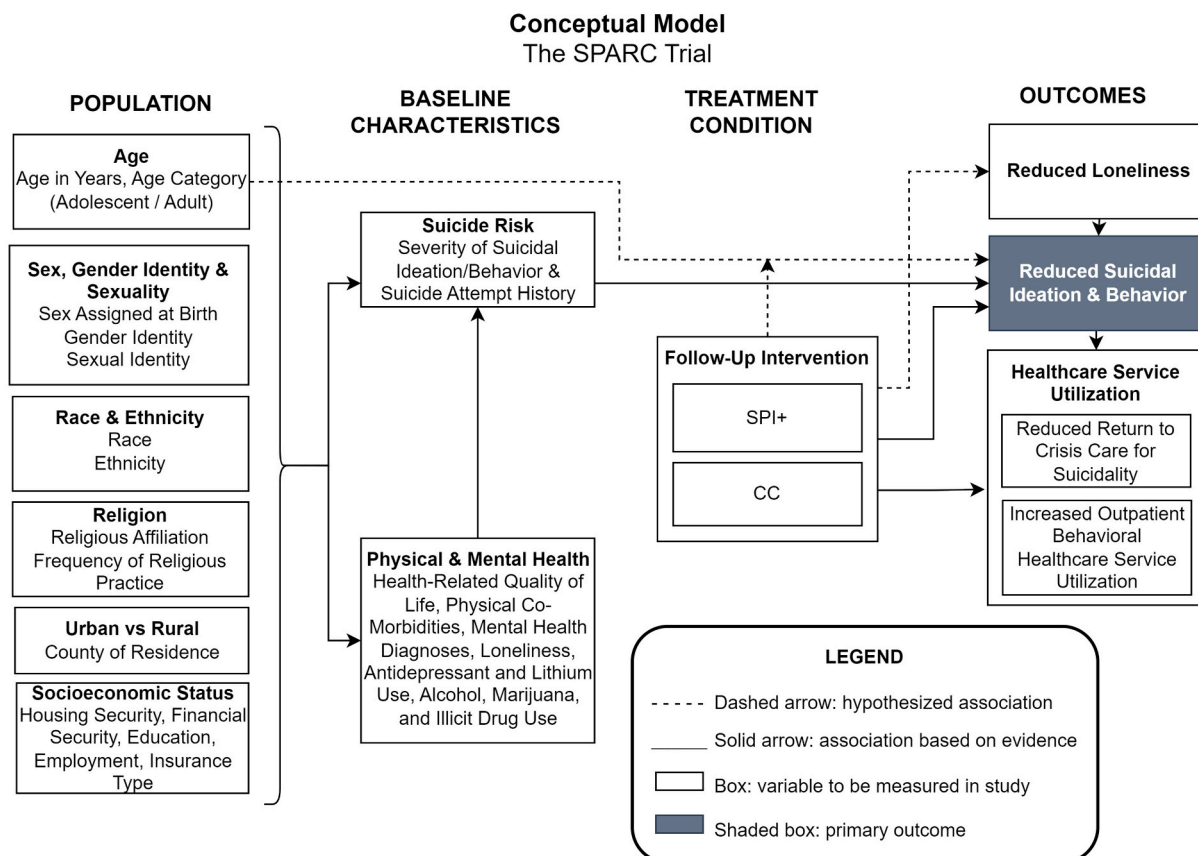 Conceptual Model
The SPARC Trial
POPULATION
Age
Age in Years, Age Category
(Adolescent / Adult)
Sex, Gender Identity &
Sexuality
Sex Assigned at Birth
Gender Identity
Sexual Identity
Race & Ethnicity
Race
Ethnicity
Religion
Religious Affiliation
Frequency of Religious
Practice
Urban vs Rural
County of Residence
Socioeconomic Status
Housing Security, Financial
Security, Education,
Employment, Insurance
Type
BASELINE
CHARACTERISTICS
Suicide Risk
Severity of Suicidal
Ideation/Behavior &
Suicide Attempt History
Physical & Mental Health
Health-Related Quality of
Life, Physical Co-
Morbidities, Mental Health
Diagnoses, Loneliness,
Antidepressant and Lithium
Use, Alcohol, Marijuana,
and Illicit Drug Use
TREATMENT
CONDITION
Follow-Up Intervention
SPI+
CC
OUTCOMES
Reduced Loneliness
Reduced Suicidal
Ideation & Behavior
Healthcare Service
Utilization
Reduced Return to
Crisis Care for
Suicidality
Increased Outpatient
Behavioral
Healthcare Service
Utilization
LEGEND
Dashed arrow: hypothesized association
Solid arrow: association based on evidence
Box: variable to be measured in study
Shaded box: primary outcome